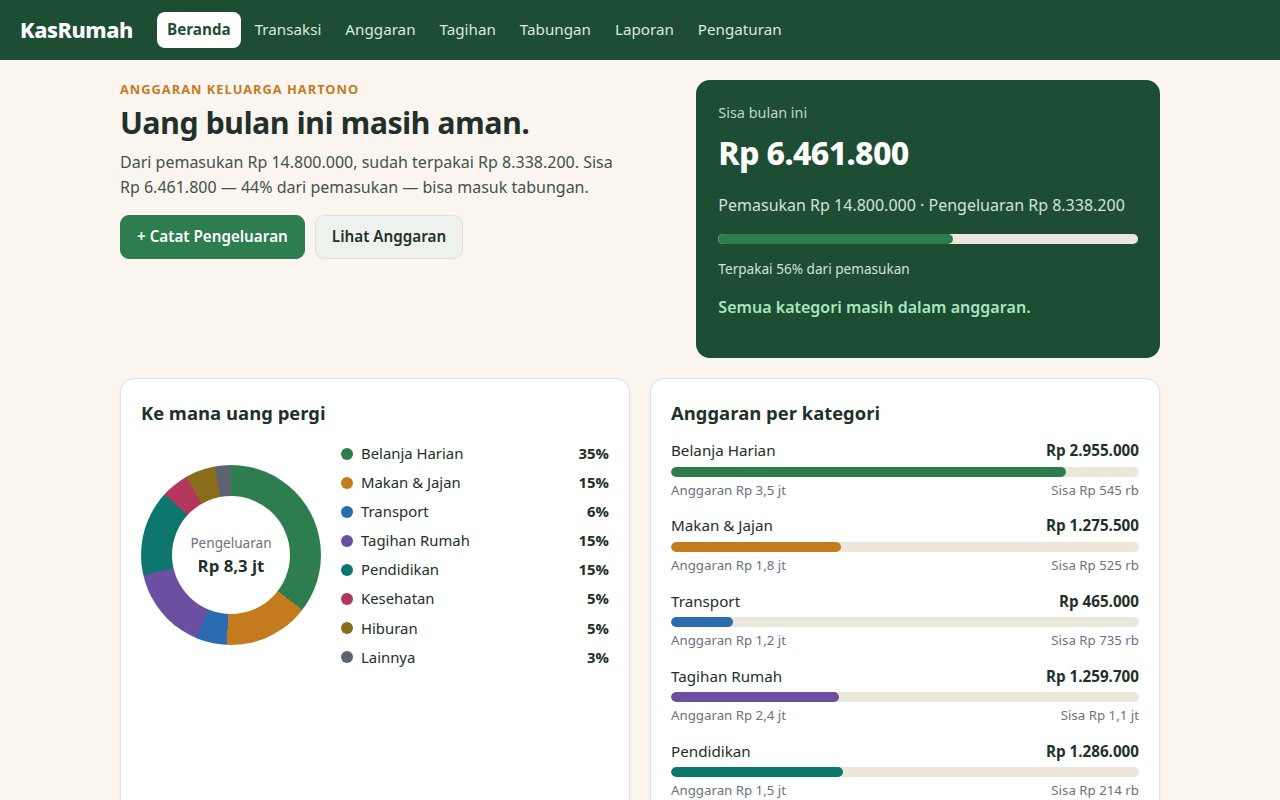 KasRumah
Beranda
Transaksi
Anggaran
Tagihan
Tabungan
Laporan
Pengaturan
ANGGARAN KELUARGA HARTONO
Uang bulan ini masih aman.
Dari pemasukan Rp 14.800.000, sudah terpakai Rp 8.338.200. Sisa
Rp 6.461.800 — 44% dari pemasukan — bisa masuk tabungan.
+ Catat Pengeluaran
Lihat Anggaran
Sisa bulan ini
Rp 6.461.800
Pemasukan Rp 14.800.000 · Pengeluaran Rp 8.338.200
Terpakai 56% dari pemasukan
Semua kategori masih dalam anggaran.
Ke mana uang pergi
Pengeluaran
Rp 8,3 jt
Belanja Harian 35%
Makan & Jajan 15%
Transport 6%
Tagihan Rumah 15%
Pendidikan 15%
Kesehatan 5%
Hiburan 5%
Lainnya 3%
Anggaran per kategori
Belanja Harian Rp 2.955.000
Anggaran Rp 3,5 jt Sisa Rp 545 rb
Makan & Jajan Rp 1.275.500
Anggaran Rp 1,8 jt Sisa Rp 525 rb
Transport Rp 465.000
Anggaran Rp 1,2 jt Sisa Rp 735 rb
Tagihan Rumah Rp 1.259.700
Anggaran Rp 2,4 jt Sisa Rp 1,1 jt
Pendidikan Rp 1.286.000
Anggaran Rp 1,5 jt Sisa Rp 214 rb